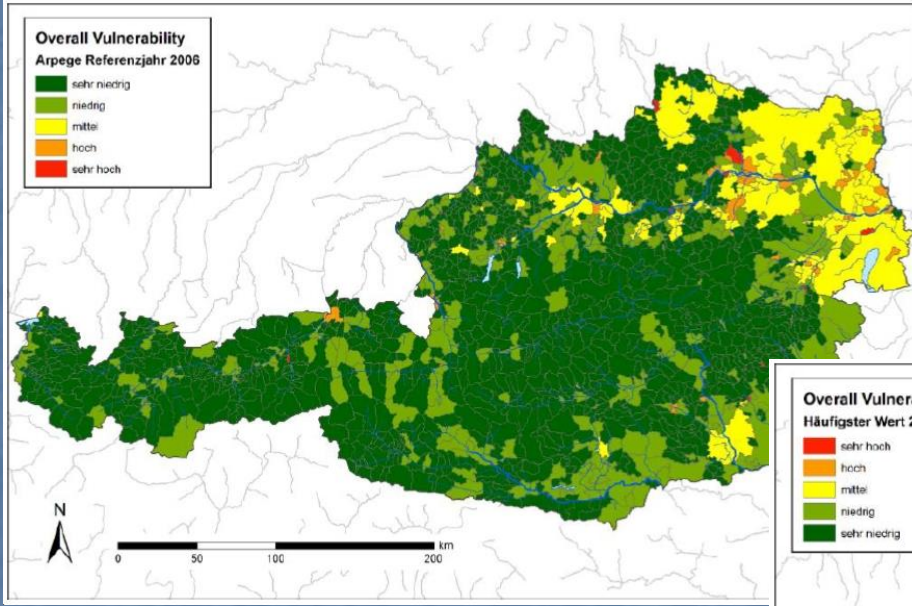 Overall Vulnerability
Arpege Referenzjahr 2006
sehr niedrig
niedrig
mittel
hoch
sehr hoch
N
km
0 50 100 200
Overall Vulnera
Häufigster Wert 2
sehr hoch
hoch
mittel
niedrig
sehr niedrig